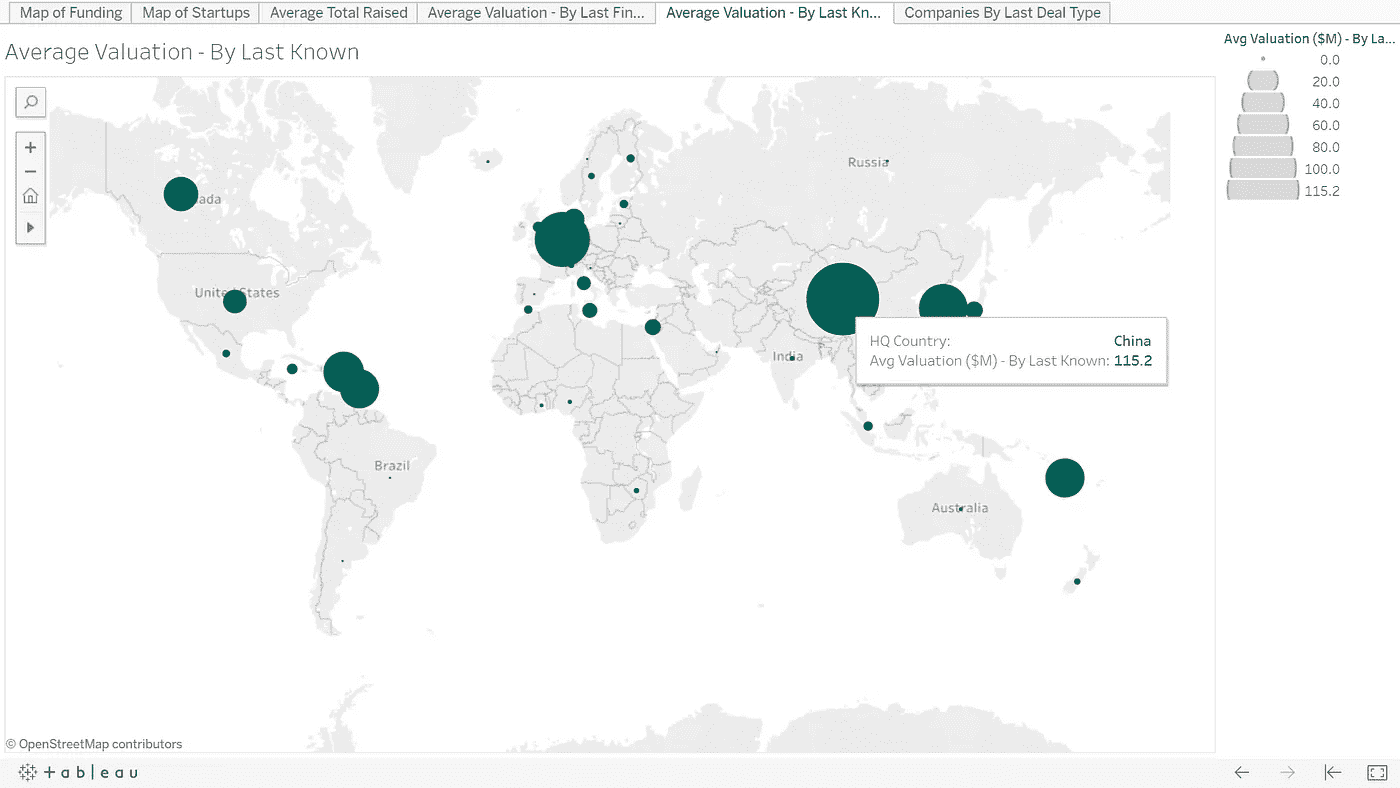 Map of Funding
Map of Startups
Average Total Raised
Average Valuation - By Last Fin...
Average Valuation - By Last Kn...
Companies By Last Deal Type
Average Valuation - By Last Known
Avg Valuation ($M) - By La...
0.0
20.0
40.0
60.0
80.0
100.0
115.2
Russia
ada
United States
HQ Country: China
Avg Valuation ($M) - By Last Known: 115.2
India
Brazil
Australia
© OpenStreetMap contributors
+ a b l e a u